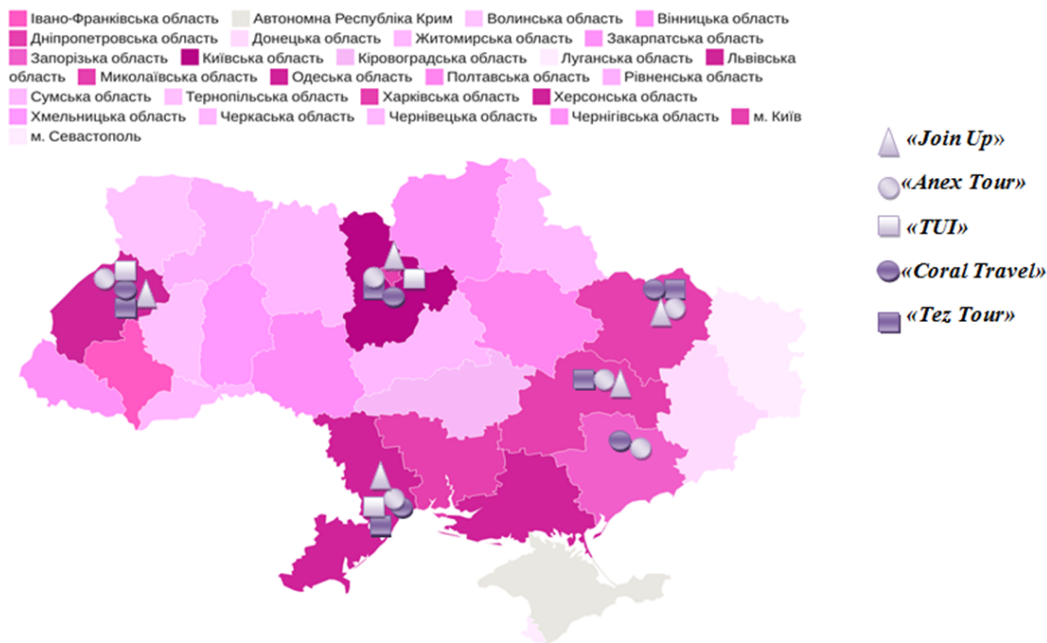 Івано-Франківська область Автономна Республіка Крим Волинська область Вінницька область
Дніпропетровська область Донецька область Житомирська область Закарпатська область
Запорізька область Київська область Кіровоградська область Луганська область Львівська
область Миколаївська область Одеська область Полтавська область Рівненська область
Сумська область Тернопільська область Харківська область Херсонська область
Хмельницька область Черкаська область Чернівецька область Чернігівська область м. Київ
м. Севастополь
«Join Up»
«Anex Tour»
«TUI»
«Coral Travel»
«Tez Tour»